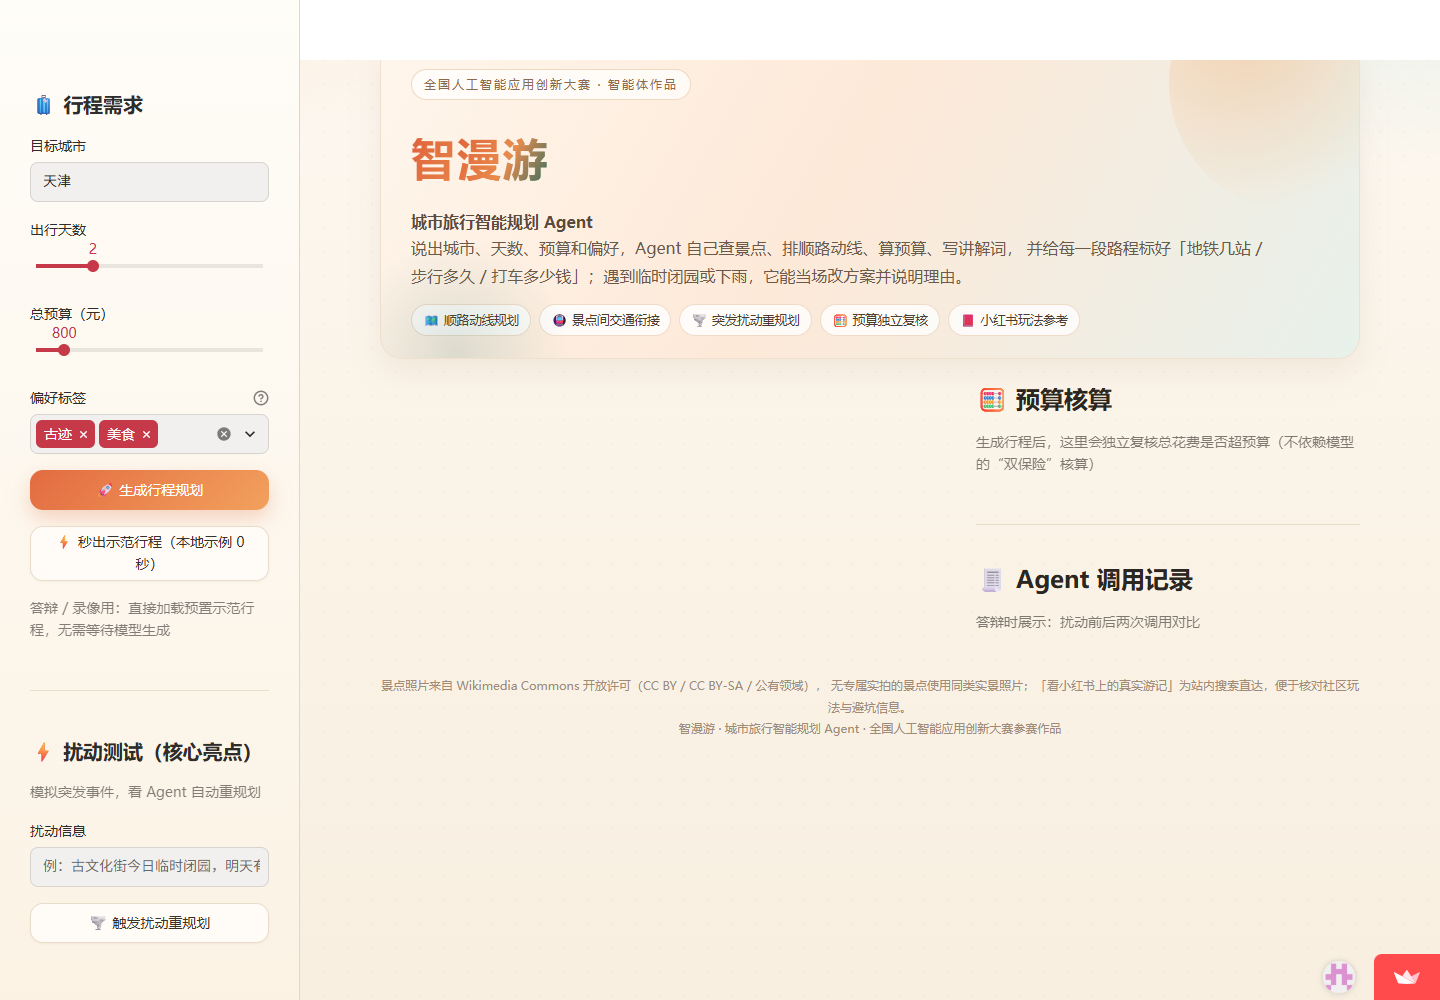 行程需求
目标城市
天津
出行天数
2
总预算（元）
800
偏好标签
古迹
美食
生成行程规划
秒出示范行程（本地示例 0
秒）
答辩 / 录像用：直接加载预置示范行
程，无需等待模型生成
扰动测试（核心亮点）
模拟突发事件，看 Agent 自动重规划
扰动信息
例：古文化街今日临时闭园，明天有
触发扰动重规划
全国人工智能应用创新大赛 · 智能体作品
智漫游
城市旅行智能规划 Agent
说出城市、天数、预算和偏好，Agent 自己查景点、排顺路动线、算预算、写讲解词， 并给每一段路程标好「地铁几站 /
步行多久 / 打车多少钱」；遇到临时闭园或下雨，它能当场改方案并说明理由。
顺路动线规划
景点间交通衔接
突发扰动重规划
预算独立复核
小红书玩法参考
预算核算
生成行程后，这里会独立复核总花费是否超预算（不依赖模型
的“双保险”核算）
Agent 调用记录
答辩时展示：扰动前后两次调用对比
景点照片来自 Wikimedia Commons 开放许可（CC BY / CC BY-SA / 公有领域）， 无专属实拍的景点使用同类实景照片；「看小红书上的真实游记」为站内搜索直达，便于核对社区玩
法与避坑信息。
智漫游 · 城市旅行智能规划 Agent · 全国人工智能应用创新大赛参赛作品